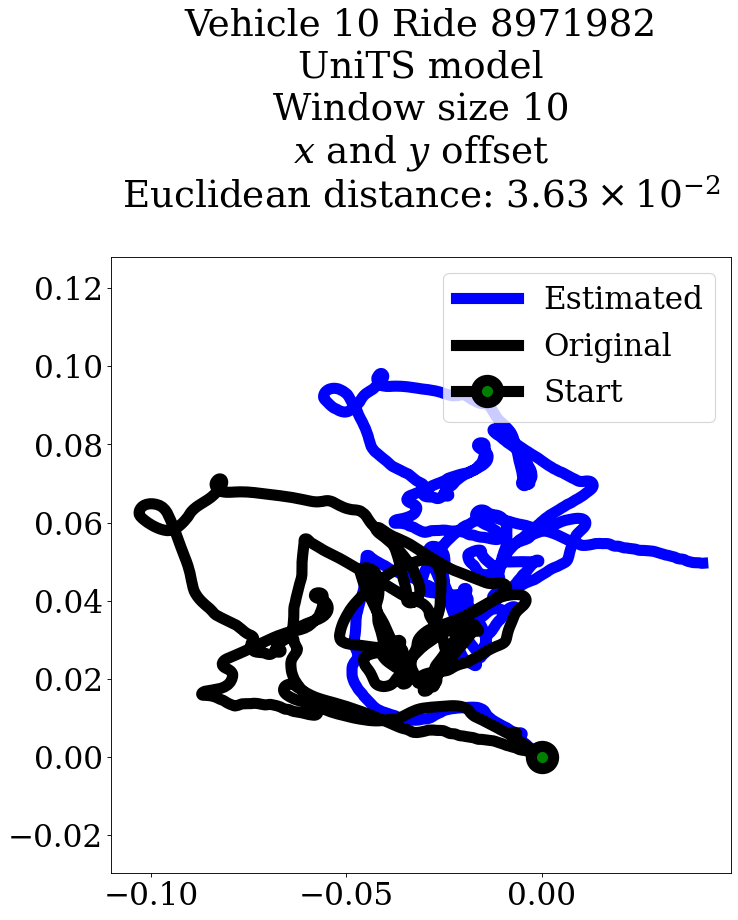 Vehicle 10 Ride 8971982
UniTS model
Window size 10
x and y offset
Euclidean distance: 3.63 × 10⁻²
Estimated
Original
Start
0.12
0.10
0.08
0.06
0.04
0.02
0.00
−0.02
−0.10
−0.05
0.00